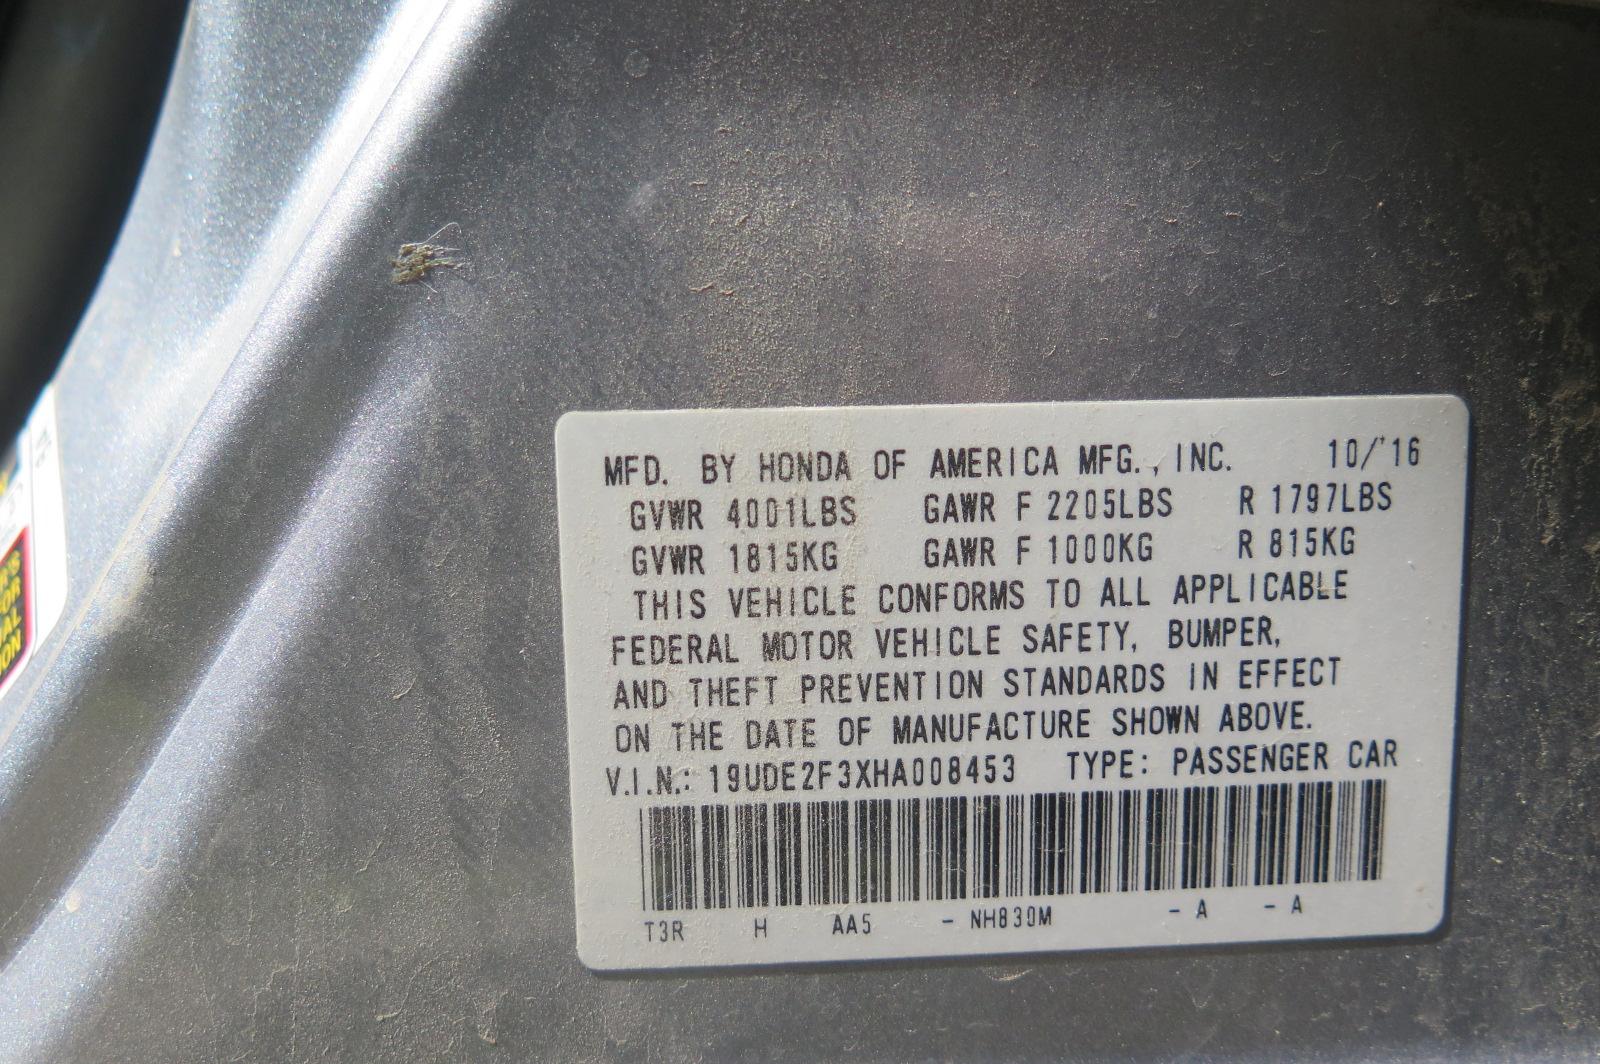 MFD. BY HONDA OF AMERICA MFG., INC. 10/'16
GVWR 4001LBS GAWR F 2205LBS R 1797LBS
GVWR 1815KG GAWR F 1000KG R 815KG
THIS VEHICLE CONFORMS TO ALL APPLICABLE
FEDERAL MOTOR VEHICLE SAFETY, BUMPER,
AND THEFT PREVENTION STANDARDS IN EFFECT
ON THE DATE OF MANUFACTURE SHOWN ABOVE.
V.I.N.: 19UDE2F3XHA008453 TYPE: PASSENGER CAR
T3R H AA5 - NH830M - A - A